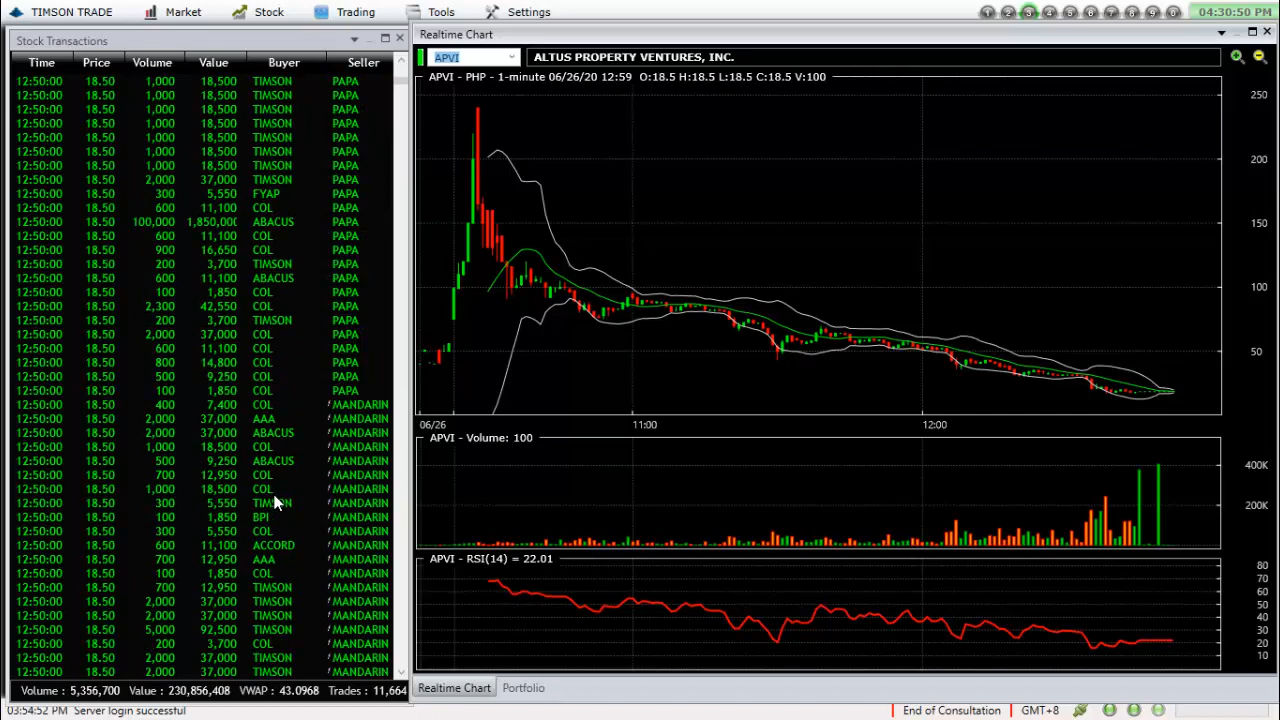 TIMSON TRADE Market Stock Trading Tools Settings 1 2 3 4 5 6 7 8 9 0 04:30:50 PM
Stock Transactions
Time Price Volume Value Buyer Seller
12:50:00 18.50 1,000 18,500 TIMSON PAPA
12:50:00 18.50 1,000 18,500 TIMSON PAPA
12:50:00 18.50 1,000 18,500 TIMSON PAPA
12:50:00 18.50 1,000 18,500 TIMSON PAPA
12:50:00 18.50 1,000 18,500 TIMSON PAPA
12:50:00 18.50 1,000 18,500 TIMSON PAPA
12:50:00 18.50 1,000 18,500 TIMSON PAPA
12:50:00 18.50 2,000 37,000 TIMSON PAPA
12:50:00 18.50 300 5,550 FYAP PAPA
12:50:00 18.50 600 11,100 COL PAPA
12:50:00 18.50 100,000 1,850,000 ABACUS PAPA
12:50:00 18.50 600 11,100 COL PAPA
12:50:00 18.50 900 16,650 COL PAPA
12:50:00 18.50 200 3,700 TIMSON PAPA
12:50:00 18.50 600 11,100 ABACUS PAPA
12:50:00 18.50 100 1,850 COL PAPA
12:50:00 18.50 2,300 42,550 COL PAPA
12:50:00 18.50 200 3,700 TIMSON PAPA
12:50:00 18.50 2,000 37,000 COL PAPA
12:50:00 18.50 600 11,100 COL PAPA
12:50:00 18.50 800 14,800 COL PAPA
12:50:00 18.50 500 9,250 COL PAPA
12:50:00 18.50 100 1,850 COL PAPA
12:50:00 18.50 400 7,400 COL MANDARIN
12:50:00 18.50 2,000 37,000 AAA MANDARIN
12:50:00 18.50 2,000 37,000 ABACUS MANDARIN
12:50:00 18.50 1,000 18,500 COL MANDARIN
12:50:00 18.50 500 9,250 ABACUS MANDARIN
12:50:00 18.50 700 12,950 COL MANDARIN
12:50:00 18.50 1,000 18,500 COL MANDARIN
12:50:00 18.50 300 5,550 TIMSON MANDARIN
12:50:00 18.50 100 1,850 BPI MANDARIN
12:50:00 18.50 300 5,550 COL MANDARIN
12:50:00 18.50 600 11,100 ACCORD MANDARIN
12:50:00 18.50 700 12,950 AAA MANDARIN
12:50:00 18.50 100 1,850 COL MANDARIN
12:50:00 18.50 700 12,950 TIMSON MANDARIN
12:50:00 18.50 2,000 37,000 TIMSON MANDARIN
12:50:00 18.50 2,000 37,000 TIMSON MANDARIN
12:50:00 18.50 5,000 92,500 TIMSON MANDARIN
12:50:00 18.50 200 3,700 COL MANDARIN
12:50:00 18.50 2,000 37,000 TIMSON MANDARIN
12:50:00 18.50 2,000 37,000 TIMSON MANDARIN
Volume : 5,356,700 Value : 230,856,408 VWAP : 43.0968 Trades : 11,664
Realtime Chart
APVI ALTUS PROPERTY VENTURES, INC.
APVI - PHP - 1-minute 06/26/20 12:59 O:18.5 H:18.5 L:18.5 C:18.5 V:100
250
200
150
100
50
06/26 11:00 12:00
APVI - Volume: 100
400K
200K
APVI - RSI(14) = 22.01
80
70
60
50
40
30
20
10
Realtime Chart Portfolio
03:54:52 PM Server login successful End of Consultation GMT+8